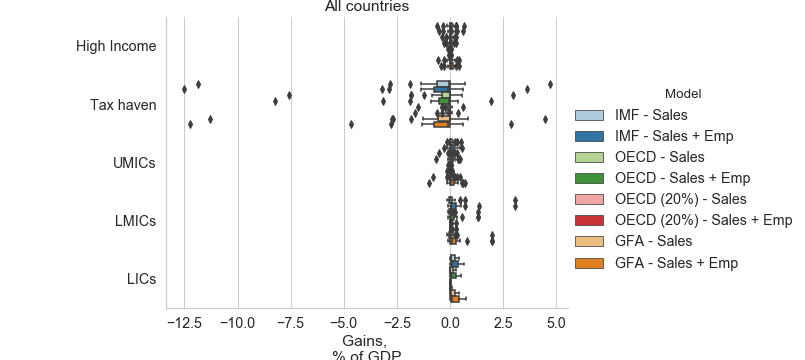 All countries
High Income
Tax haven
UMICs
LMICs
LICs
−12.5 −10.0 −7.5 −5.0 −2.5 0.0 2.5 5.0
Gains,
% of GDP
Model
IMF - Sales
IMF - Sales + Emp
OECD - Sales
OECD - Sales + Emp
OECD (20%) - Sales
OECD (20%) - Sales + Emp
GFA - Sales
GFA - Sales + Emp